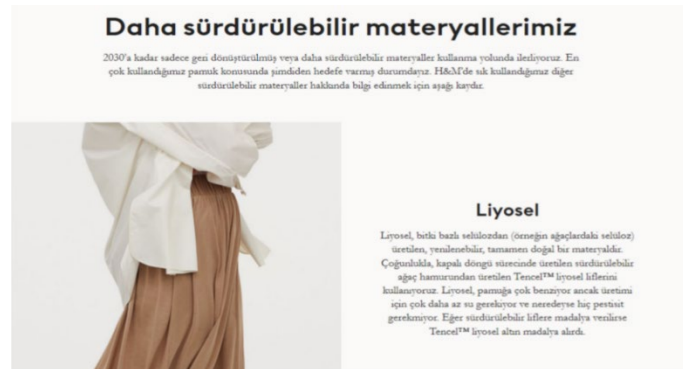 Daha sürdürülebilir materyallerimiz
2030'a kadar sadece geri dönüştürülmüş veya daha sürdürülebilir materyaller kullanma yolunda ilerliyoruz. En
çok kullandığımız pamuk konusunda şimdiden hedefe varmış durumdayız. H&M'de sık kullandığımız diğer
sürdürülebilir materyaller hakkında bilgi edinmek için aşağı kaydır.
Liyosel
Liyosel, bitki bazlı selülozdan (örneğin ağaçlardaki selüloz)
üretilen, yenilenebilir, tamamen doğal bir materyaldir.
Çoğunlukla, kapalı döngü sürecinde üretilen sürdürülebilir
ağaç hamurundan üretilen Tencel™ liyosel liflerini
kullanıyoruz. Liyosel, pamuğa çok benziyor ancak üretimi
için çok daha az su gerekiyor ve neredeyse hiç pestisit
gerekmiyor. Eğer sürdürülebilir liflere madalya verilirse
Tencel™ liyosel altın madalya alırdı.